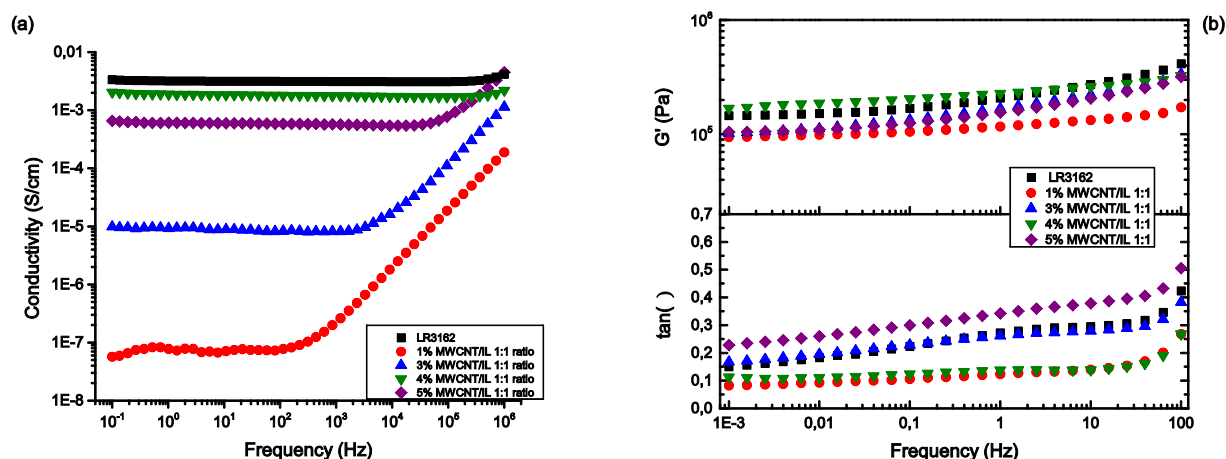 (a)
0,01
1E-3
1E-4
1E-5
1E-6
1E-7
1E-8
Conductivity (S/cm)
10⁻¹ 10⁰ 10¹ 10² 10³ 10⁴ 10⁵ 10⁶
Frequency (Hz)
LR3162
1% MWCNT/IL 1:1 ratio
3% MWCNT/IL 1:1 ratio
4% MWCNT/IL 1:1 ratio
5% MWCNT/IL 1:1 ratio
(b)
10⁶
10⁵
G' (Pa)
LR3162
1% MWCNT/IL 1:1
3% MWCNT/IL 1:1
4% MWCNT/IL 1:1
5% MWCNT/IL 1:1
0,7
0,6
0,5
0,4
0,3
0,2
0,1
0,0
tan( )
1E-3 0,01 0,1 1 10 100
Frequency (Hz)